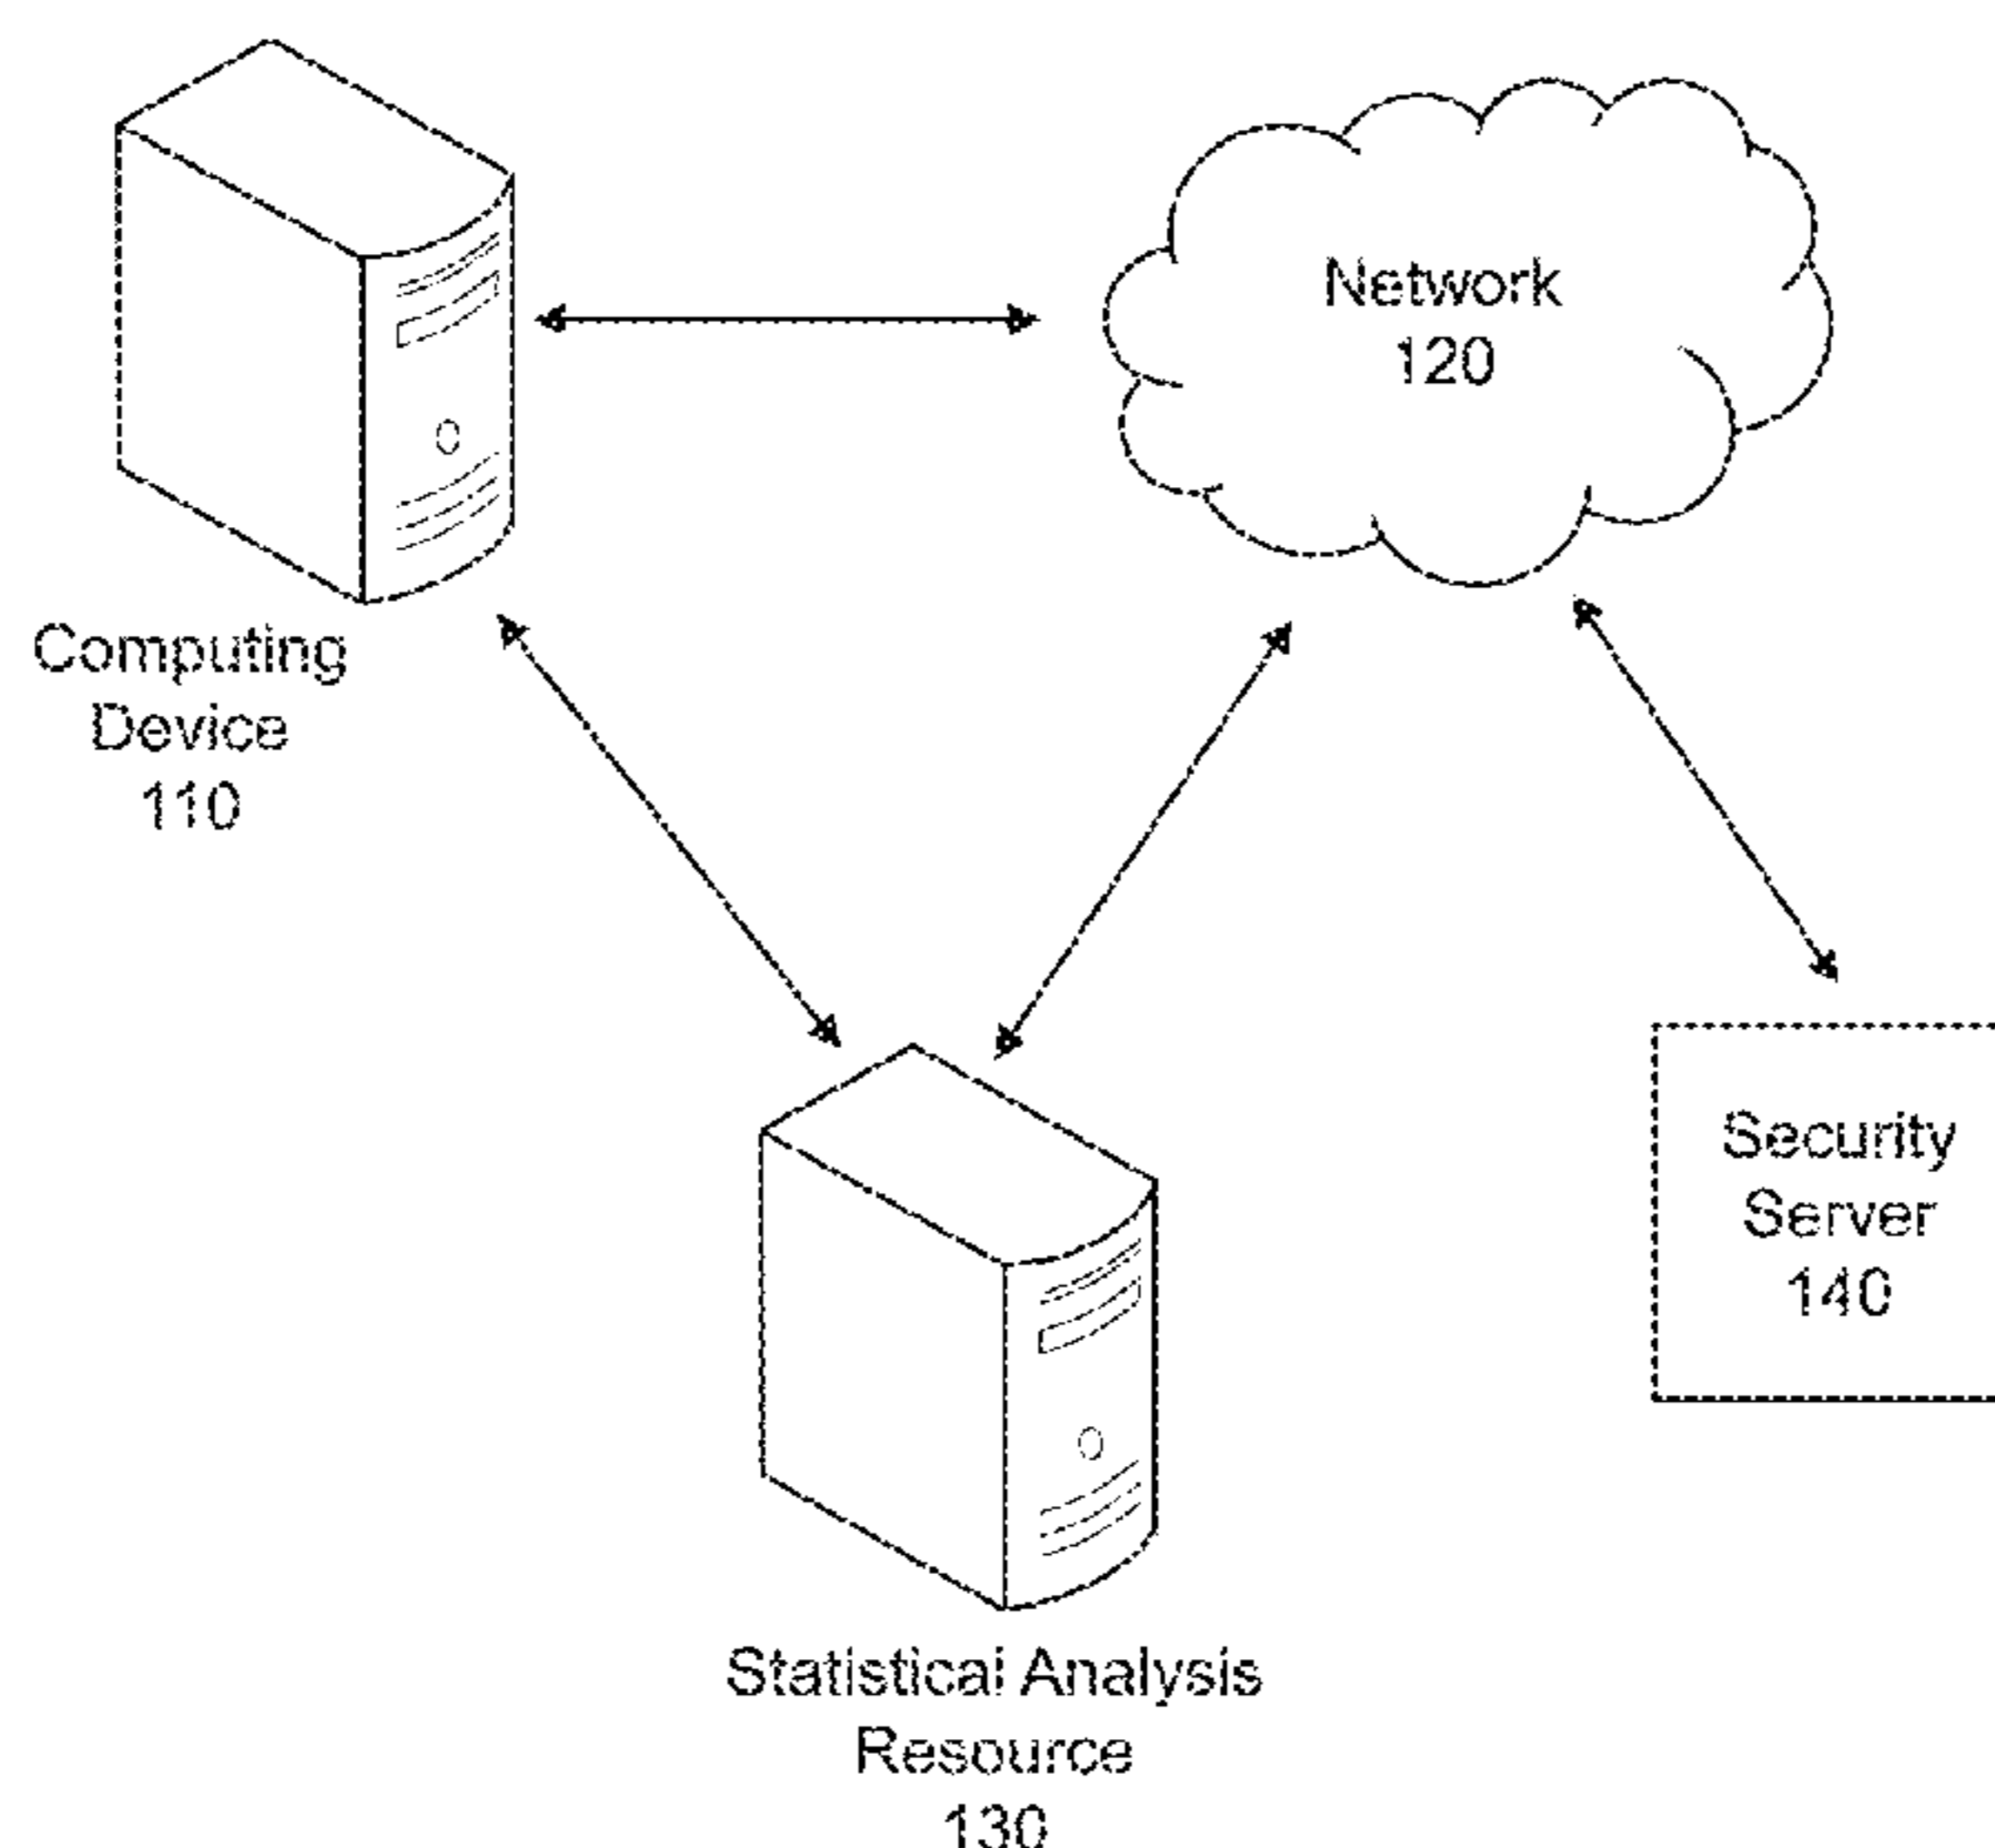 Network
120
Computing
Device
110
Security
Server
140
Statistical Analysis
Resource
130